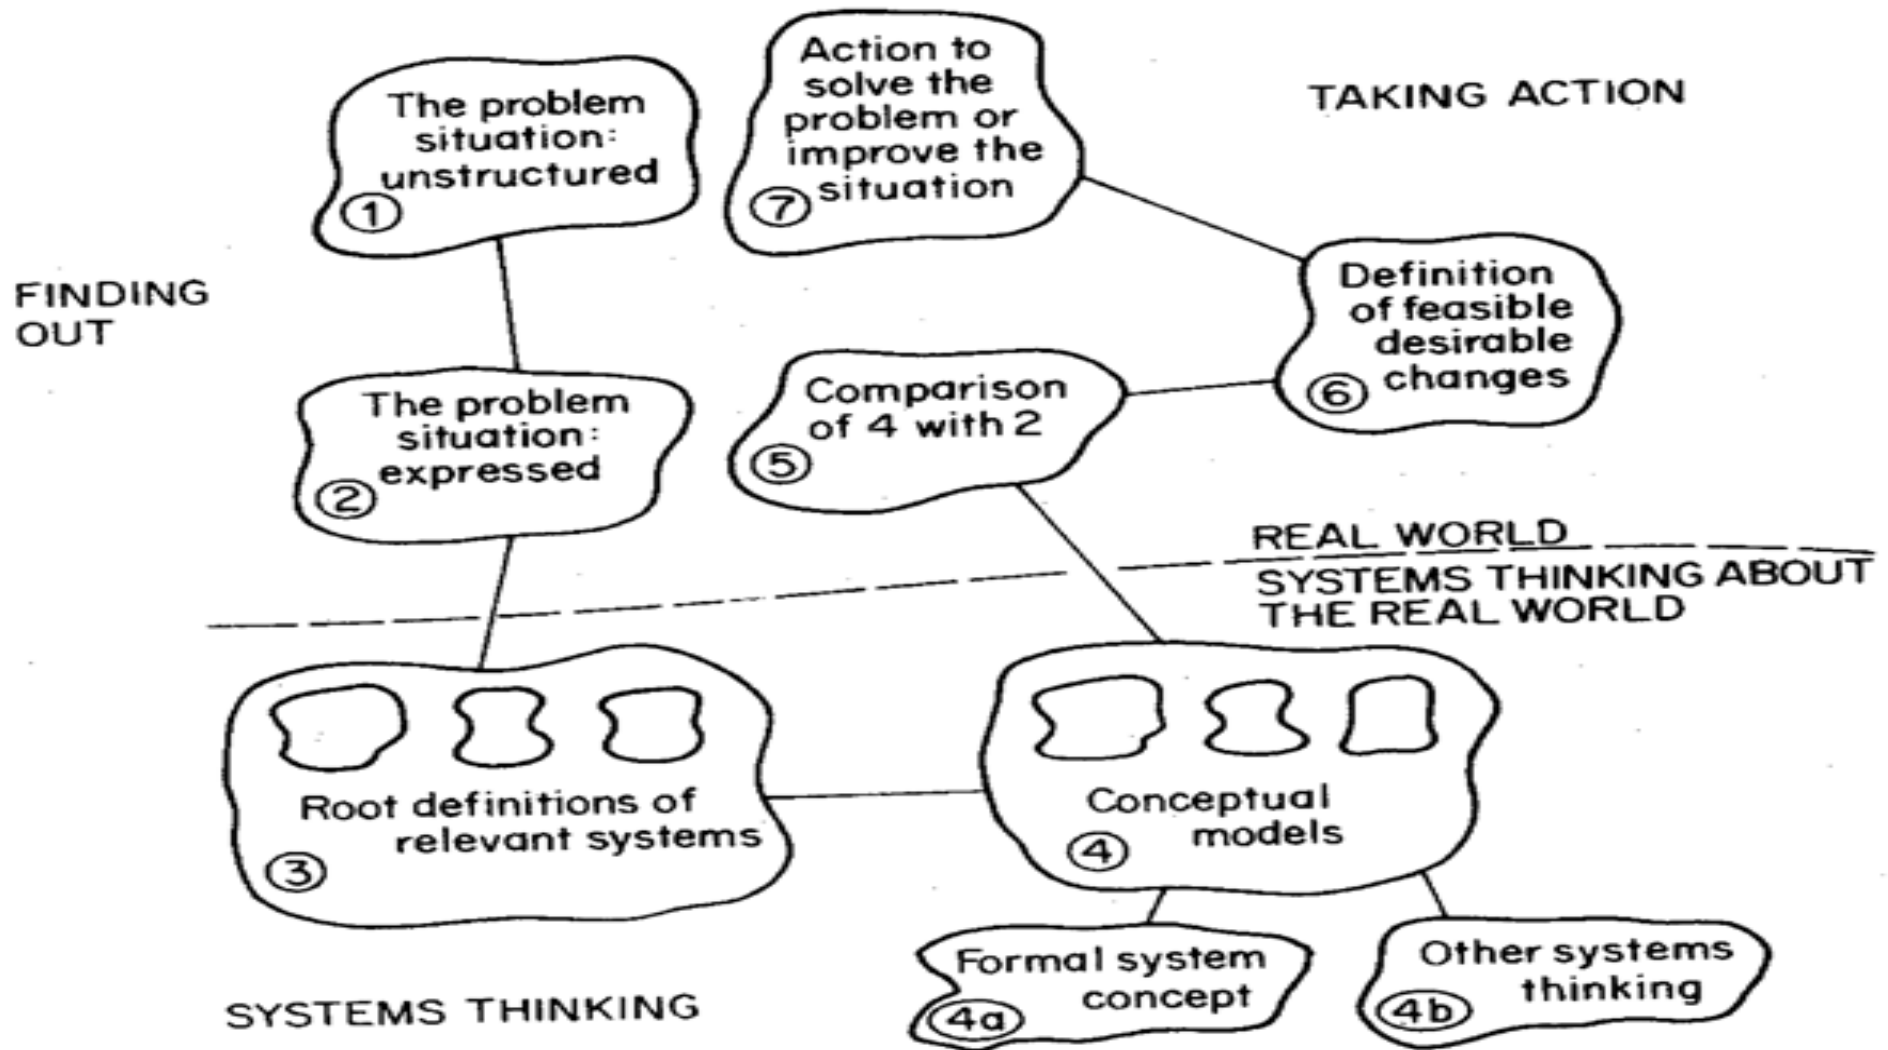 The problem
situation:
unstructured
1
Action to
solve the
problem or
improve the
situation
7
TAKING ACTION
FINDING
OUT
Definition
of feasible
desirable
changes
6
The problem
situation:
expressed
2
Comparison
of 4 with 2
5
REAL WORLD
SYSTEMS THINKING ABOUT
THE REAL WORLD
Root definitions of
relevant systems
3
Conceptual
models
4
Formal system
concept
4a
Other systems
thinking
4b
SYSTEMS THINKING